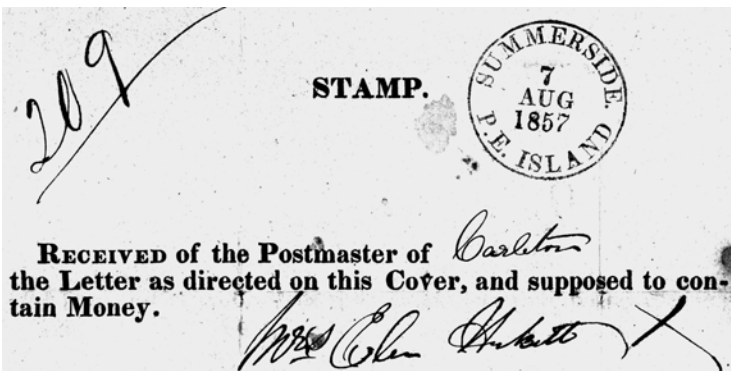 209
STAMP.
SUMMERSIDE.
7
AUG
1857
P.E. ISLAND
RECEIVED of the Postmaster of Carleton
the Letter as directed on this Cover, and supposed to con-
tain Money.
Mrs Hackett X